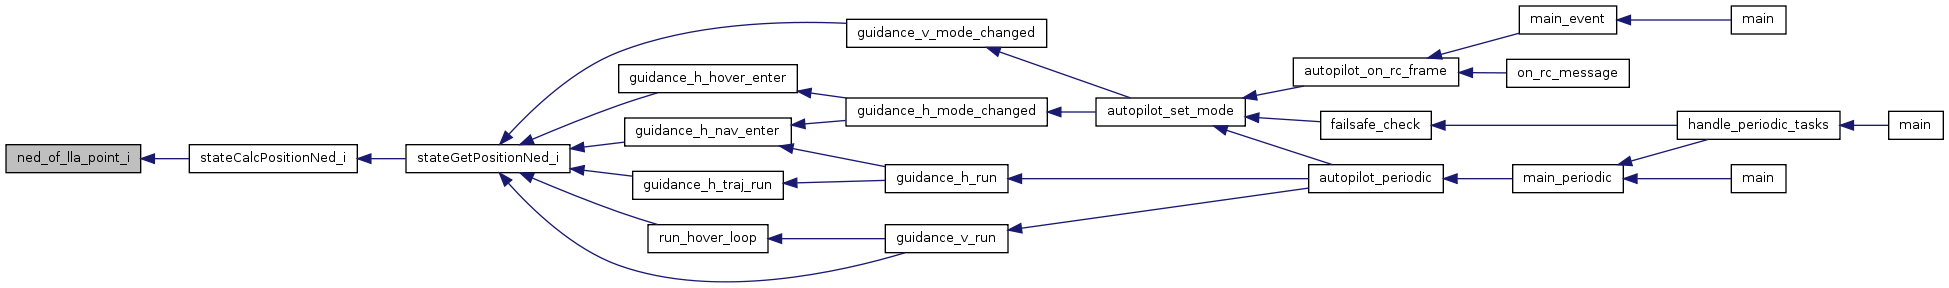 ned_of_lla_point_i
stateCalcPositionNed_i
stateGetPositionNed_i
guidance_v_mode_changed
guidance_h_hover_enter
guidance_h_mode_changed
guidance_h_nav_enter
guidance_h_run
guidance_h_traj_run
run_hover_loop
guidance_v_run
autopilot_set_mode
autopilot_on_rc_frame
main_event
main
on_rc_message
failsafe_check
handle_periodic_tasks
main
autopilot_periodic
main_periodic
main